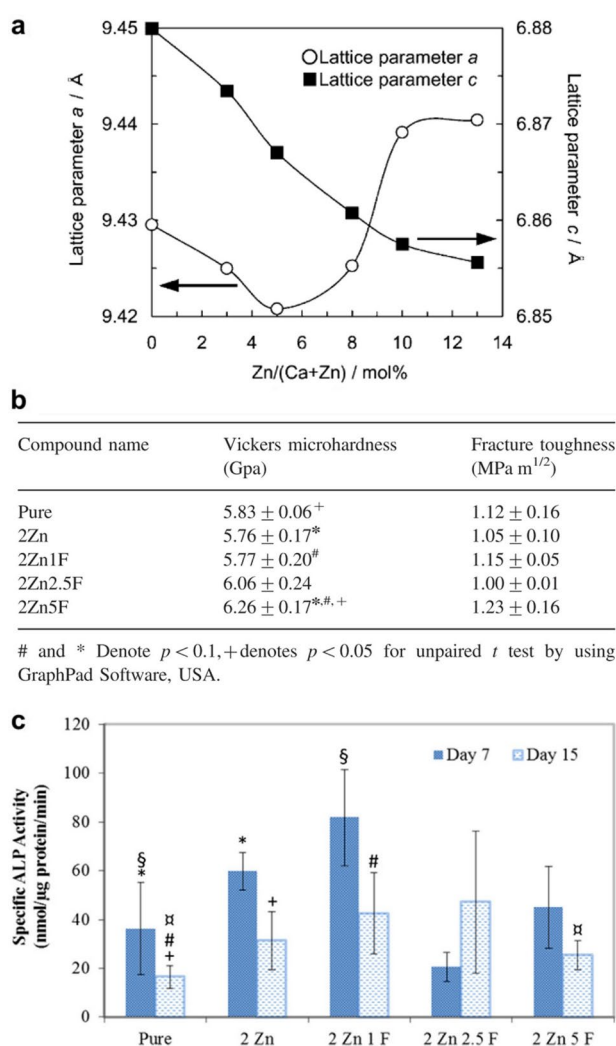 a
9.45
9.44
9.43
9.42
Lattice parameter a / Å
Lattice parameter a
Lattice parameter c
6.88
6.87
6.86
6.85
Lattice parameter c / Å
0 2 4 6 8 10 12 14
Zn/(Ca+Zn) / mol%
b
Compound name Vickers microhardness Fracture toughness
(Gpa) (MPa m1/2)
Pure 5.83 ± 0.06+ 1.12 ± 0.16
2Zn 5.76 ± 0.17* 1.05 ± 0.10
2Zn1F 5.77 ± 0.20# 1.15 ± 0.05
2Zn2.5F 6.06 ± 0.24 1.00 ± 0.01
2Zn5F 6.26 ± 0.17*,#,+ 1.23 ± 0.16
# and * Denote p < 0.1, + denotes p < 0.05 for unpaired t test by using
GraphPad Software, USA.
c
120
100
80
60
40
20
0
Specific ALP Activity
(nmol/µg protein/min)
Day 7 Day 15
§
*
¤
#
+
*
+
§
#
¤
Pure 2 Zn 2 Zn 1 F 2 Zn 2.5 F 2 Zn 5 F